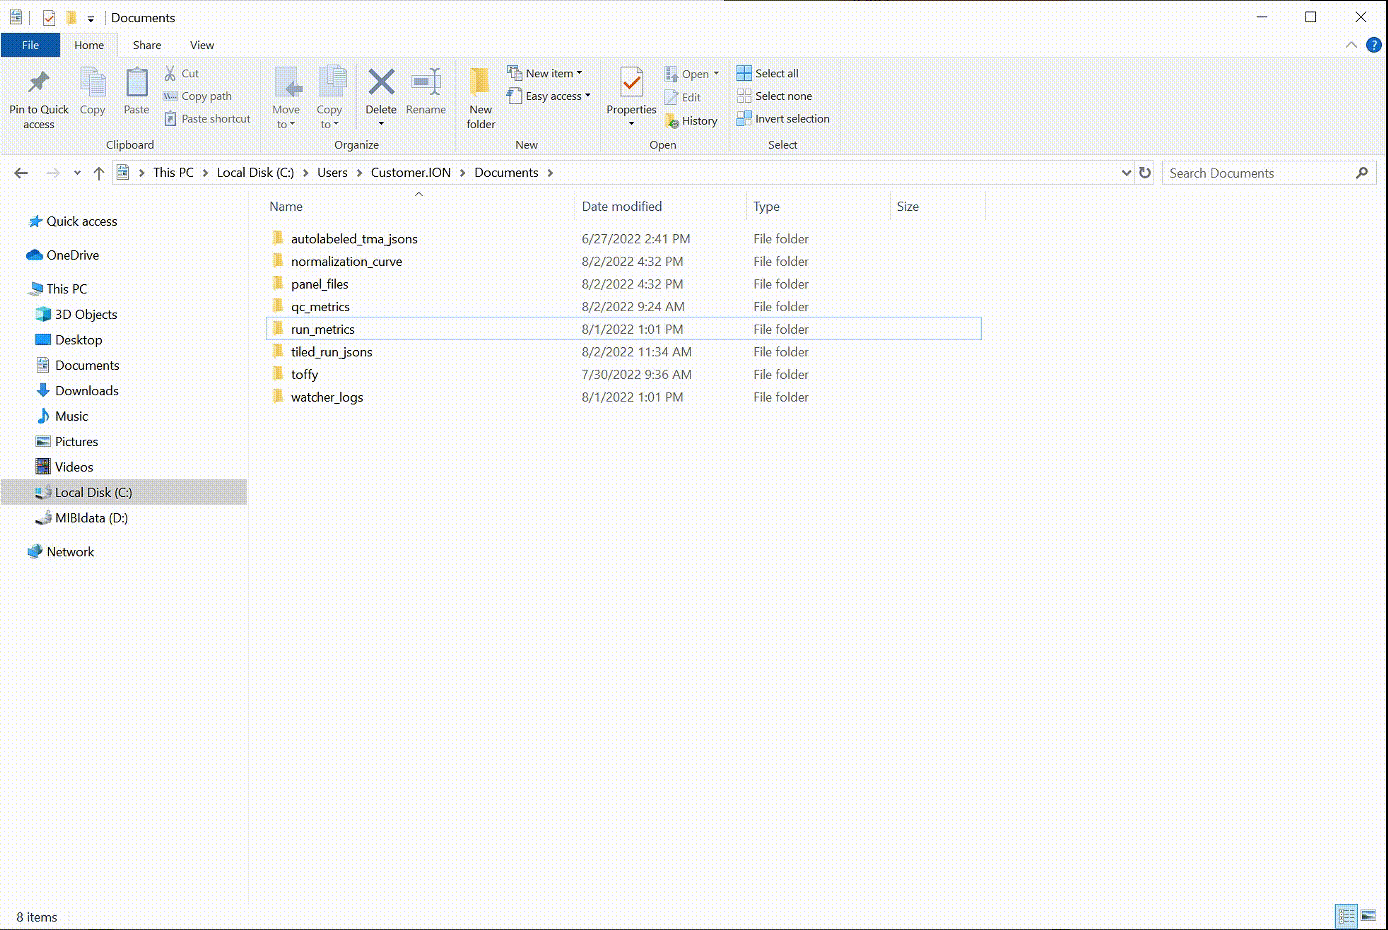 Documents
File Home Share View
Pin to Quick access
Copy
Paste
Cut
Copy path
Paste shortcut
Clipboard
Move to
Copy to
Delete
Rename
Organize
New folder
New item
Easy access
New
Properties
Open
Edit
History
Open
Select all
Select none
Invert selection
Select
This PC Local Disk (C:) Users Customer.ION Documents
Search Documents
Quick access
OneDrive
This PC
3D Objects
Desktop
Documents
Downloads
Music
Pictures
Videos
Local Disk (C:)
MIBIdata (D:)
Network
Name Date modified Type Size
autolabeled_tma_jsons 6/27/2022 2:41 PM File folder
normalization_curve 8/2/2022 4:32 PM File folder
panel_files 8/2/2022 4:32 PM File folder
qc_metrics 8/2/2022 9:24 AM File folder
run_metrics 8/1/2022 1:01 PM File folder
tiled_run_jsons 8/2/2022 11:34 AM File folder
toffy 7/30/2022 9:36 AM File folder
watcher_logs 8/1/2022 1:01 PM File folder
8 items